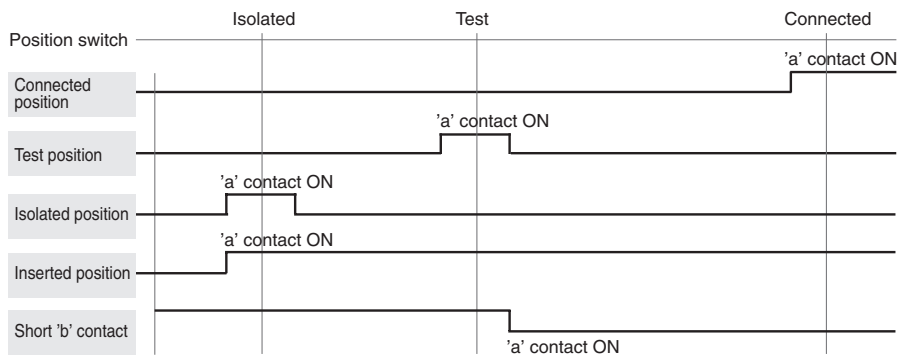 Isolated Test Connected
Position switch
'a' contact ON
Connected
position
'a' contact ON
Test position
'a' contact ON
Isolated position
'a' contact ON
Inserted position
Short 'b' contact
'a' contact ON